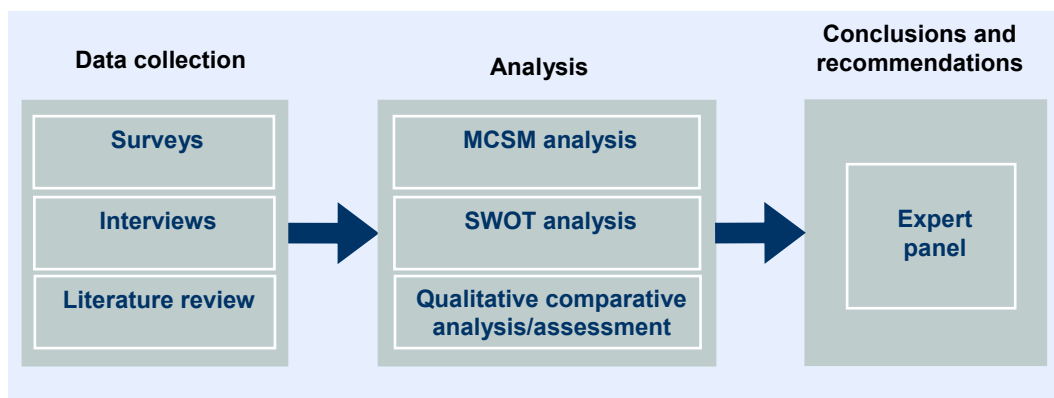 Data collection
Surveys
Interviews
Literature review
Analysis
MCSM analysis
SWOT analysis
Qualitative comparative
analysis/assessment
Conclusions and
recommendations
Expert
panel